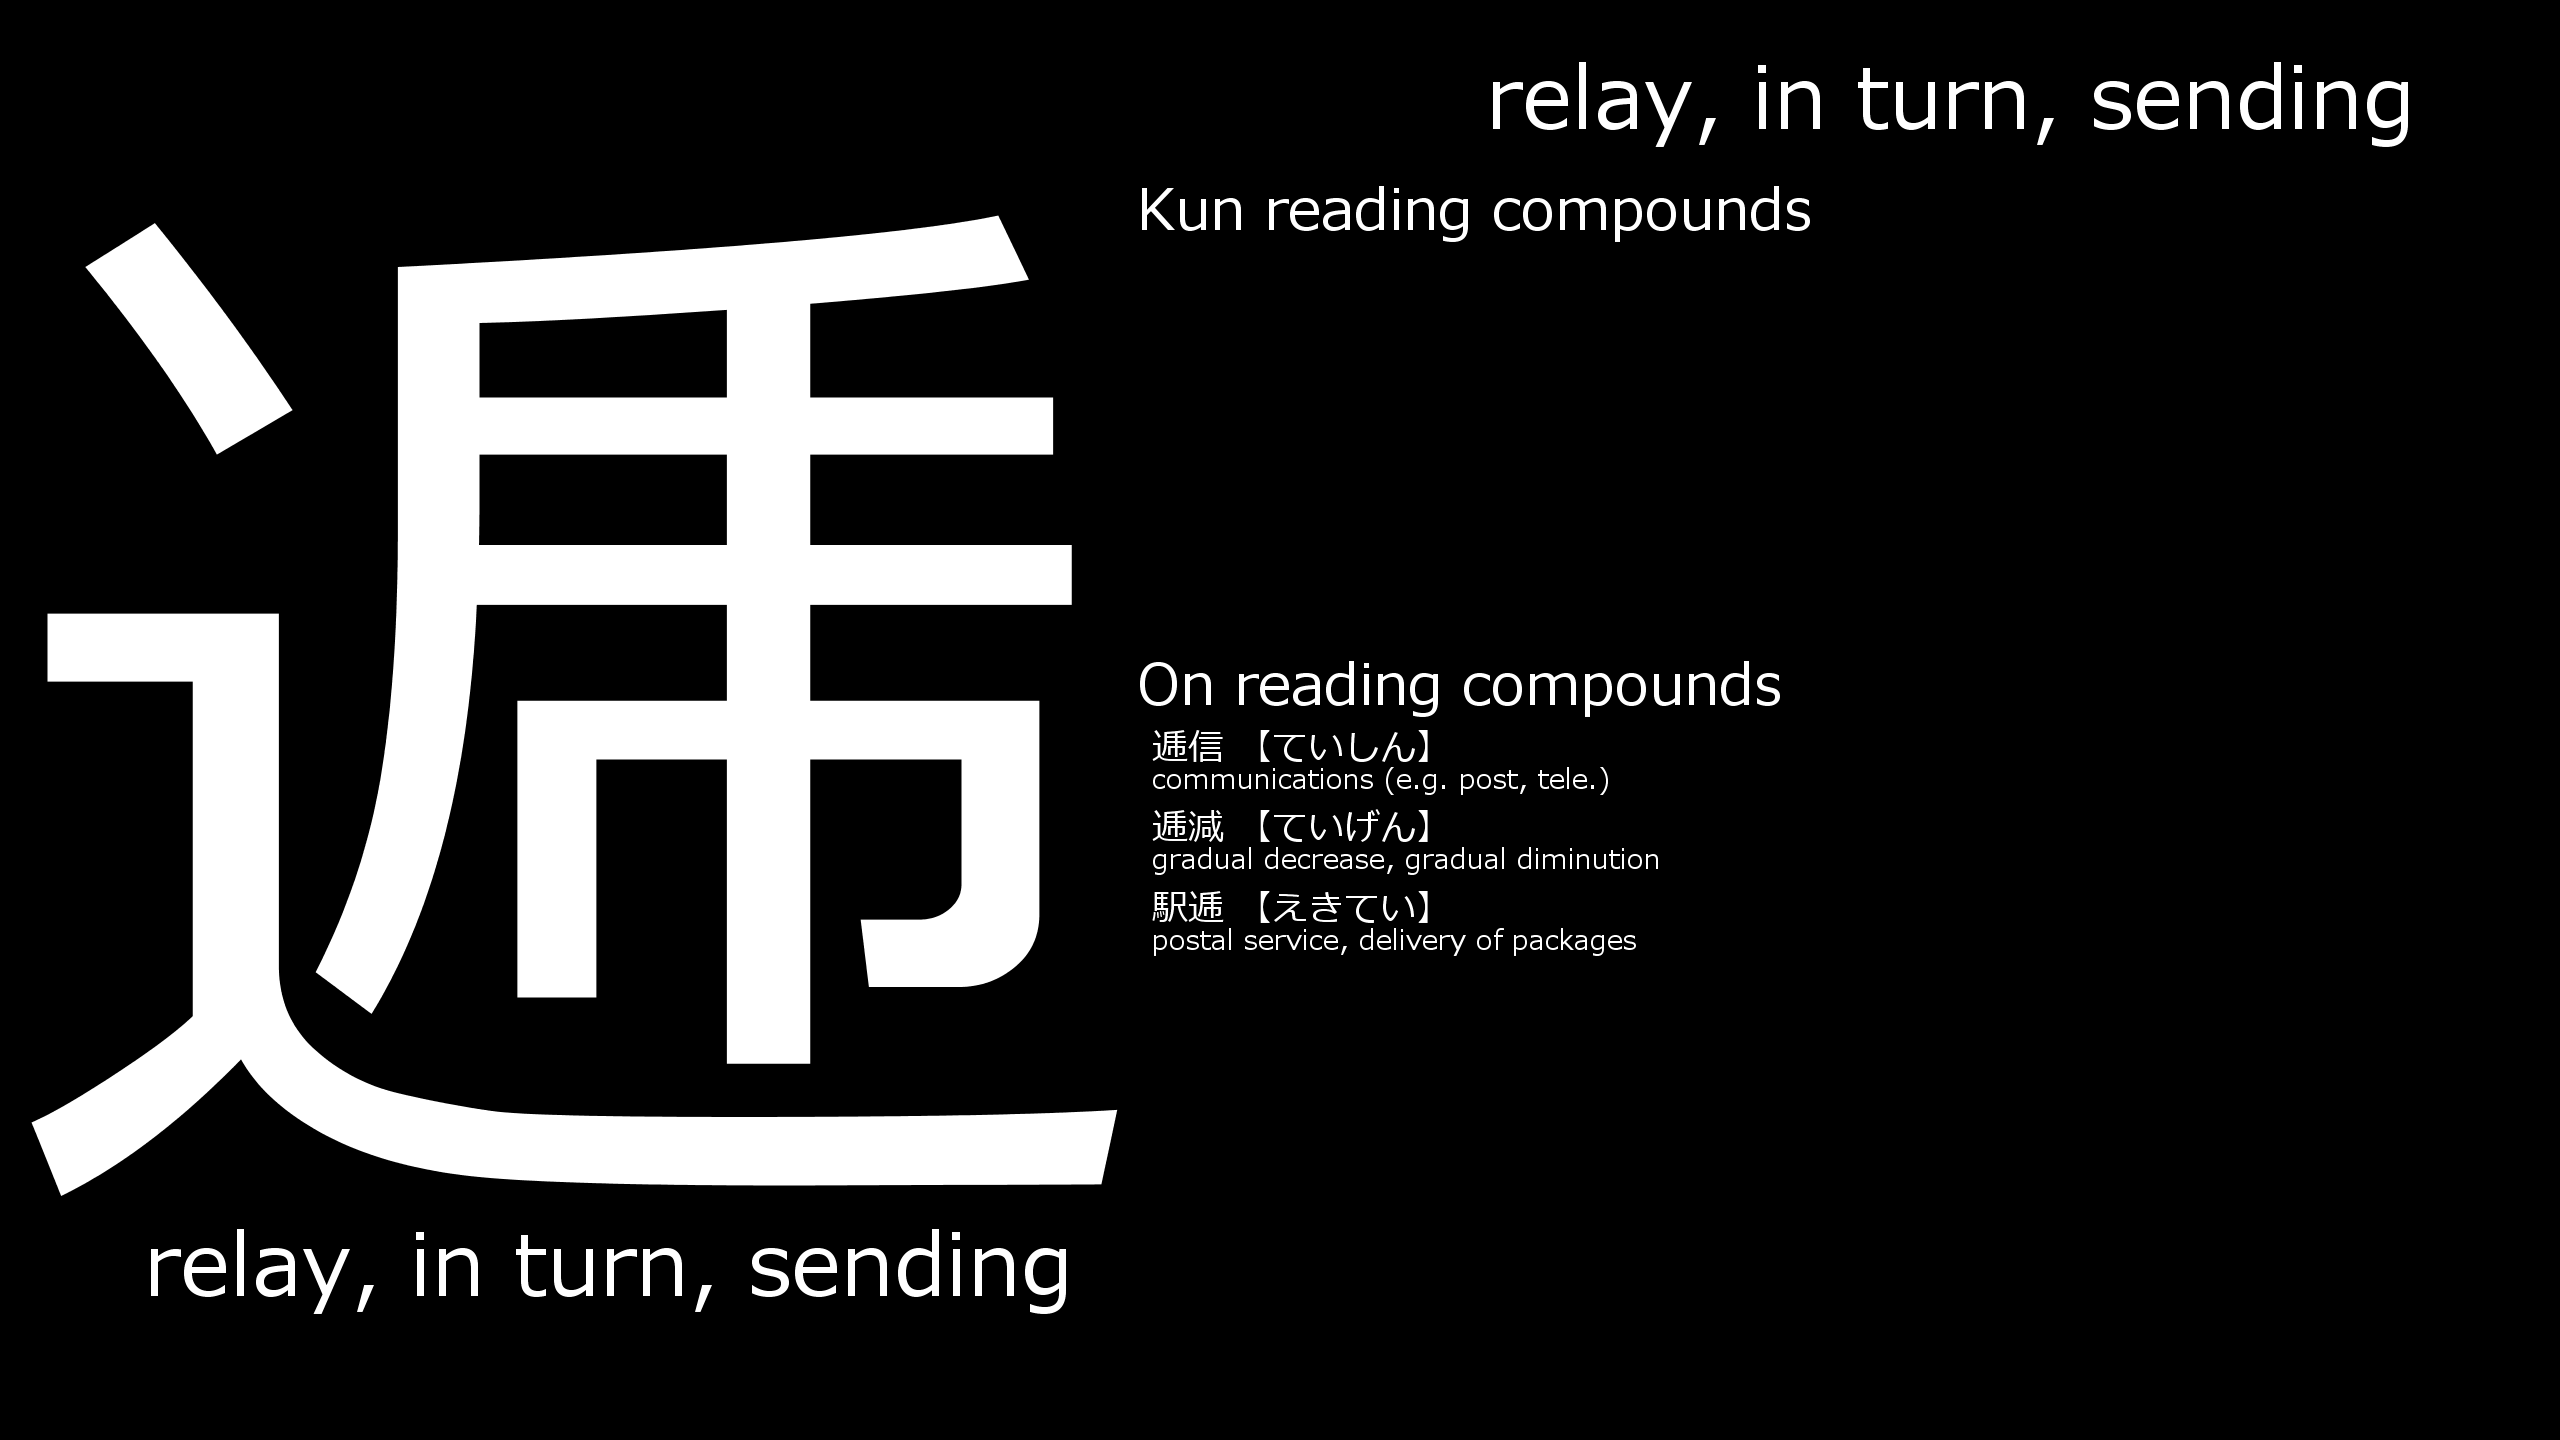 逓
relay, in turn, sending
relay, in turn, sending
Kun reading compounds
On reading compounds
逓信 【ていしん】
communications (e.g. post, tele.)
逓減 【ていげん】
gradual decrease, gradual diminution
駅逓 【えきてい】
postal service, delivery of packages